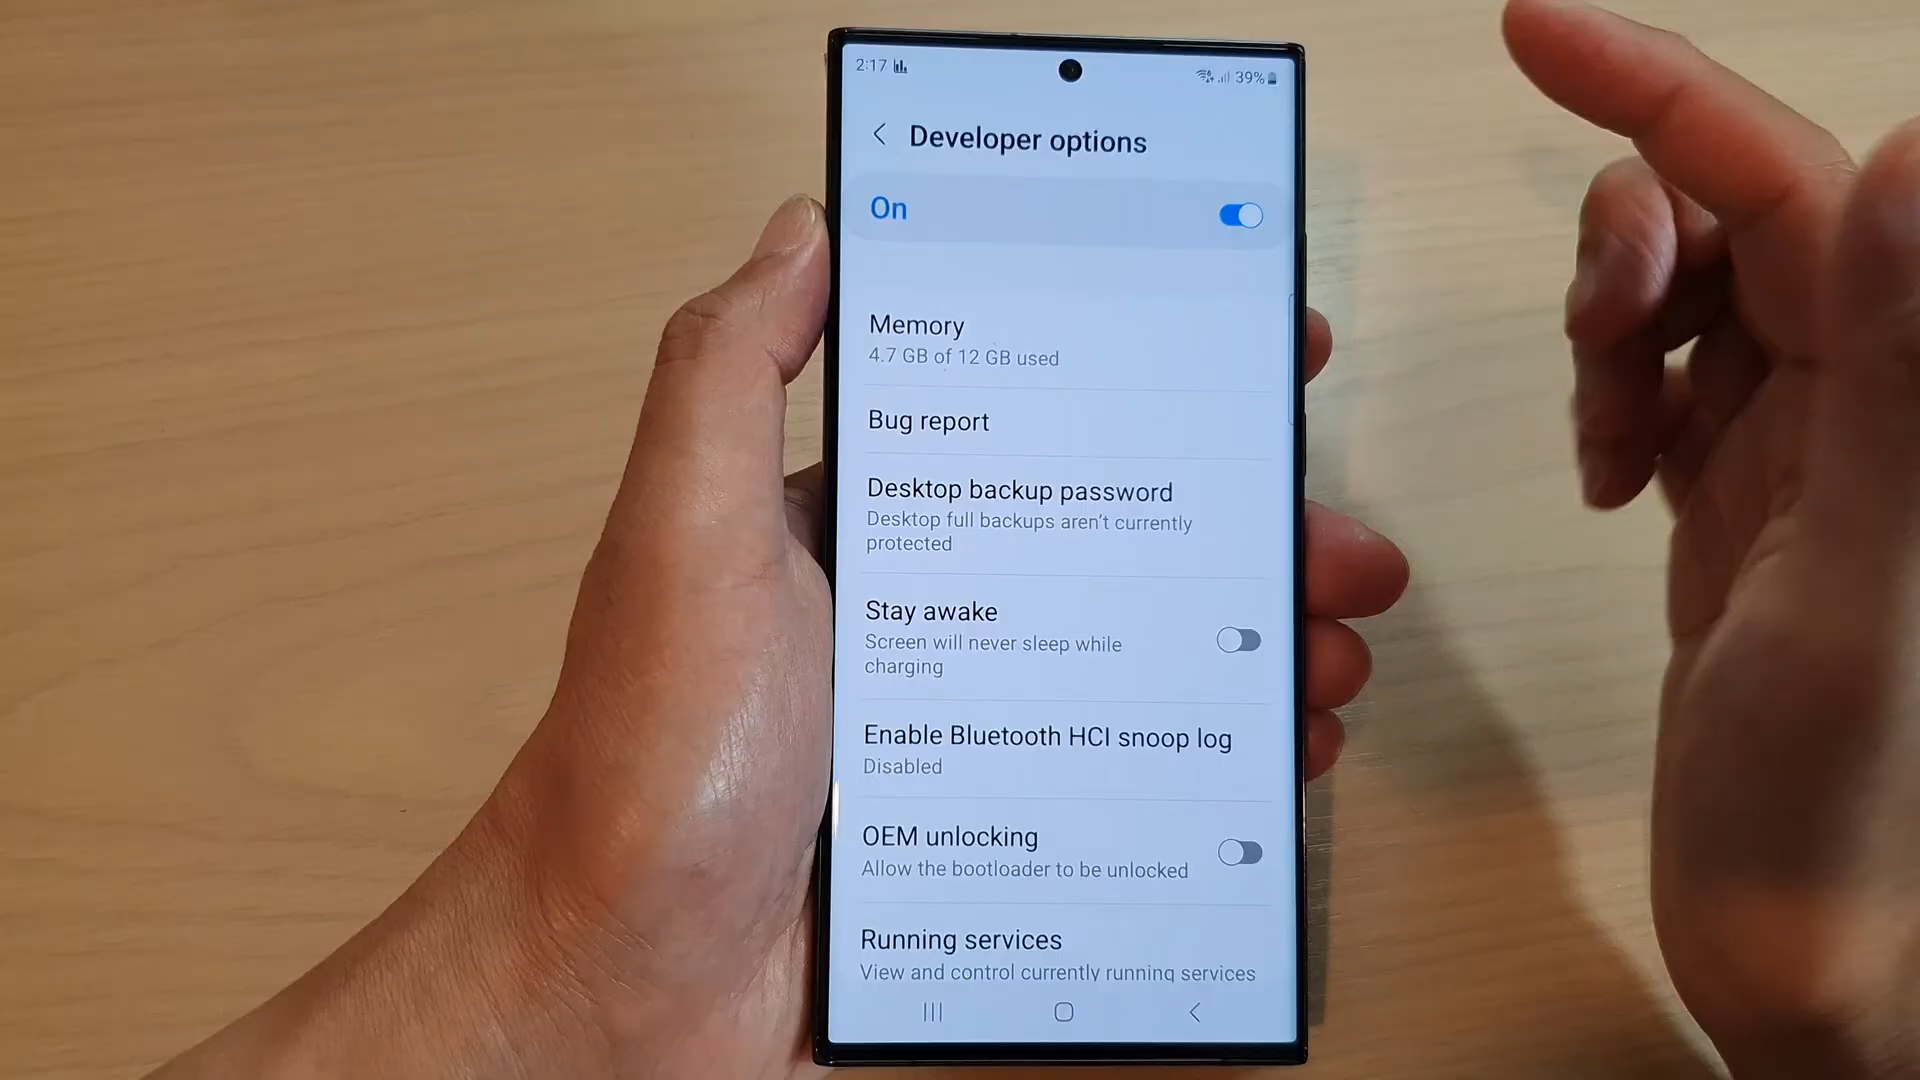 2:17 39%
Developer options
On
Memory
4.7 GB of 12 GB used
Bug report
Desktop backup password
Desktop full backups aren't currently
protected
Stay awake
Screen will never sleep while
charging
Enable Bluetooth HCI snoop log
Disabled
OEM unlocking
Allow the bootloader to be unlocked
Running services
View and control currently running services